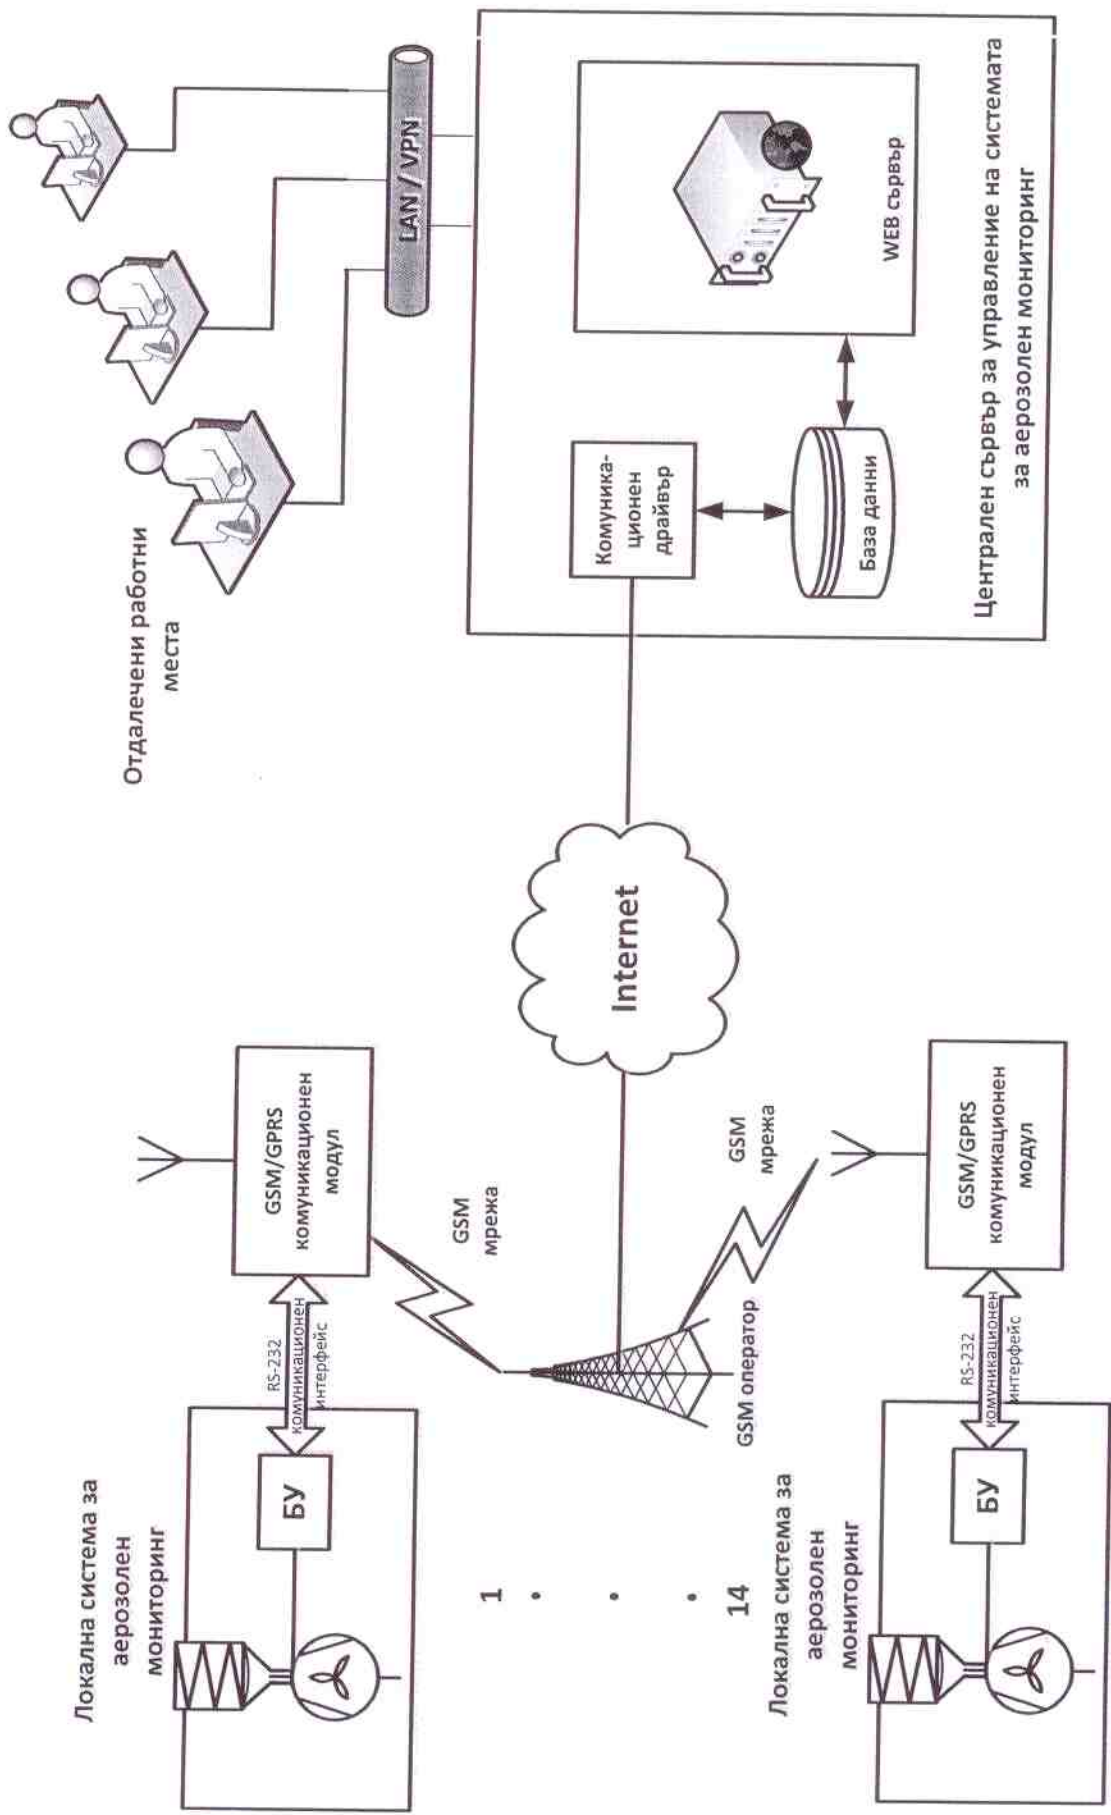 Локална система за
аерозолен
мониторинг
БУ
RS-232
комуникационен
интерфейс
GSM/GPRS
комуникационен
модул
GSM
мрежа
1
.
.
.
14
GSM оператор
GSM
мрежа
Локална система за
аерозолен
мониторинг
БУ
RS-232
комуникационен
интерфейс
GSM/GPRS
комуникационен
модул
Internet
Отдалечени работни
места
LAN / VPN
Комуника-
ционен
драйвър
База данни
WEB сървър
Централен сървър за управление на системата
за аерозолен мониторинг